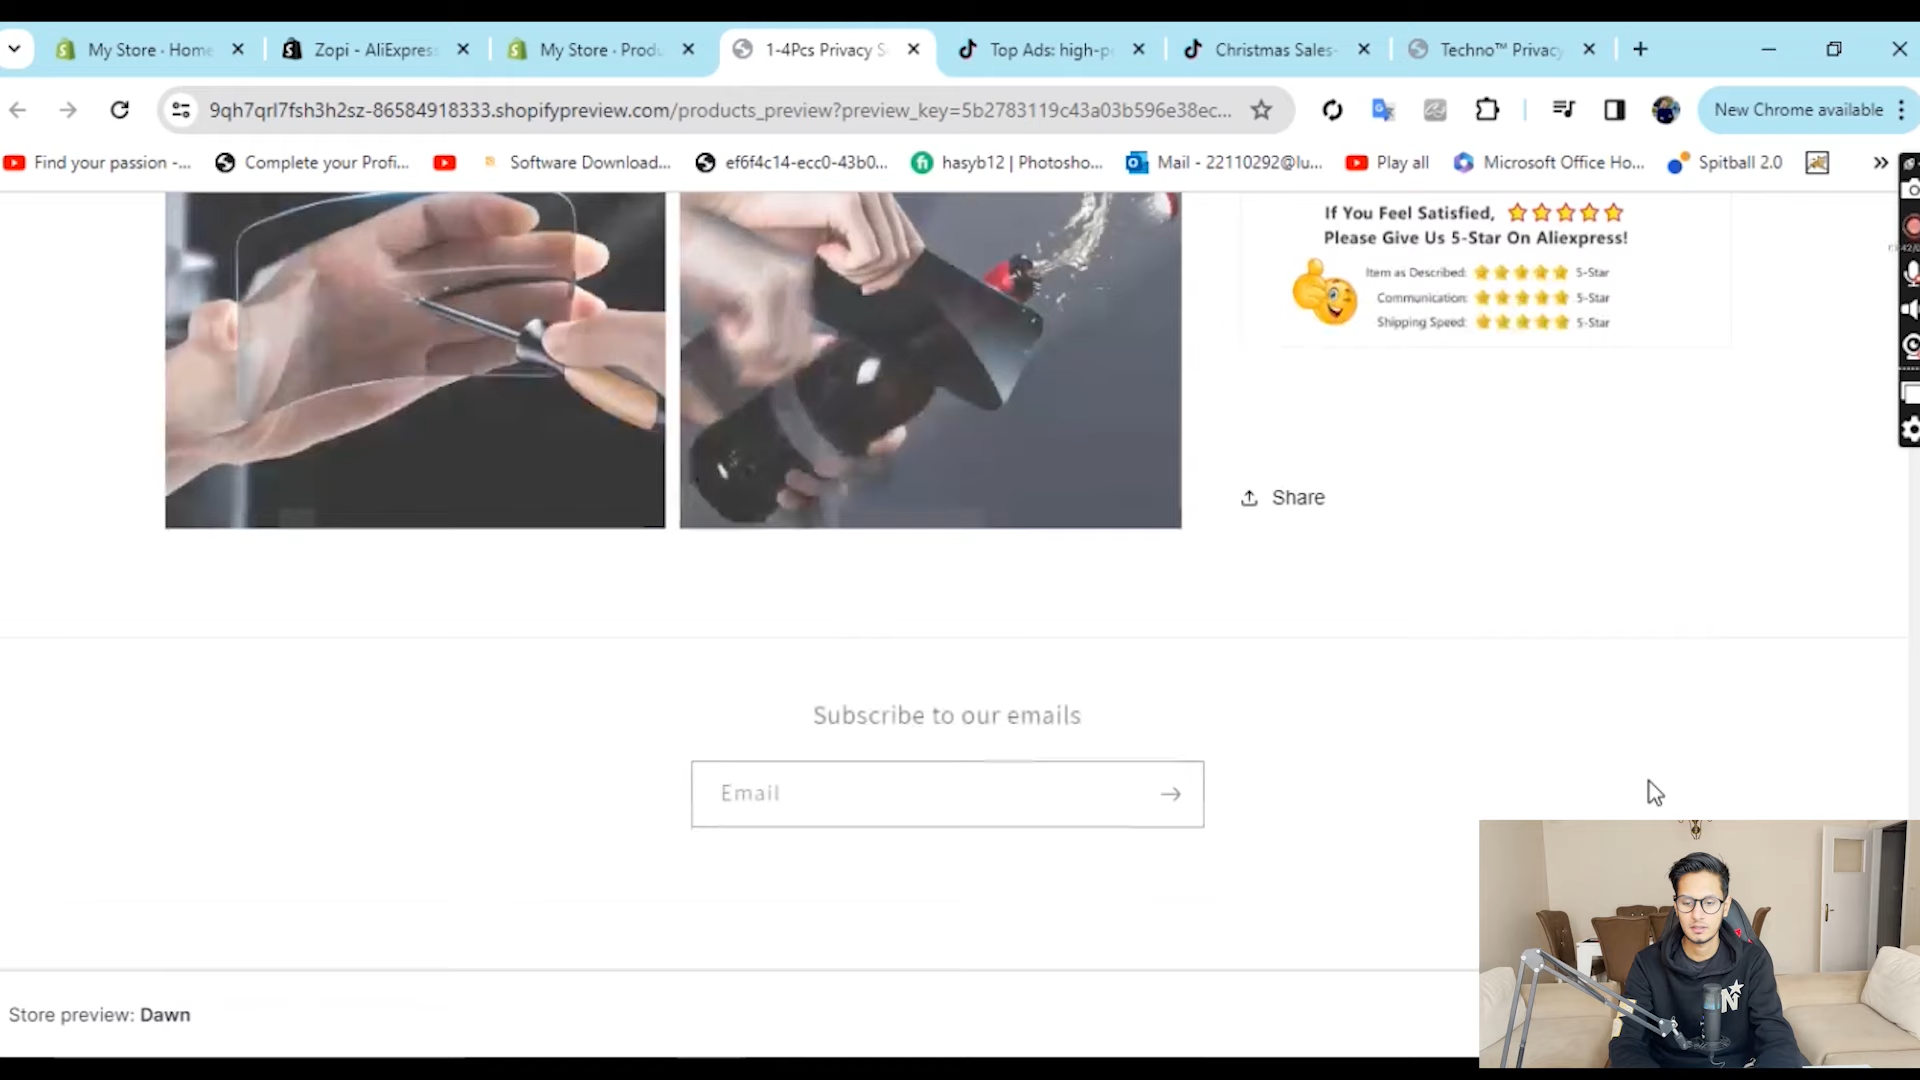 My Store · Home
Zopi - AliExpress
My Store · Produ
1-4Pcs Privacy S
Top Ads: high-p
Christmas Sales-
Techno™ Privacy
9qh7qrl7fsh3h2sz-86584918333.shopifypreview.com/products_preview?preview_key=5b2783119c43a03b596e38ec...
New Chrome available
Find your passion -...
Complete your Profi...
Software Download...
ef6f4c14-ecc0-43b0...
hasyb12 | Photosho...
Mail - 22110292@lu...
Play all
Microsoft Office Ho...
Spitball 2.0
If You Feel Satisfied,
Please Give Us 5-Star On Aliexpress!
Item as Described: 5-Star
Communication: 5-Star
Shipping Speed: 5-Star
Share
Subscribe to our emails
Email
Store preview: Dawn
N